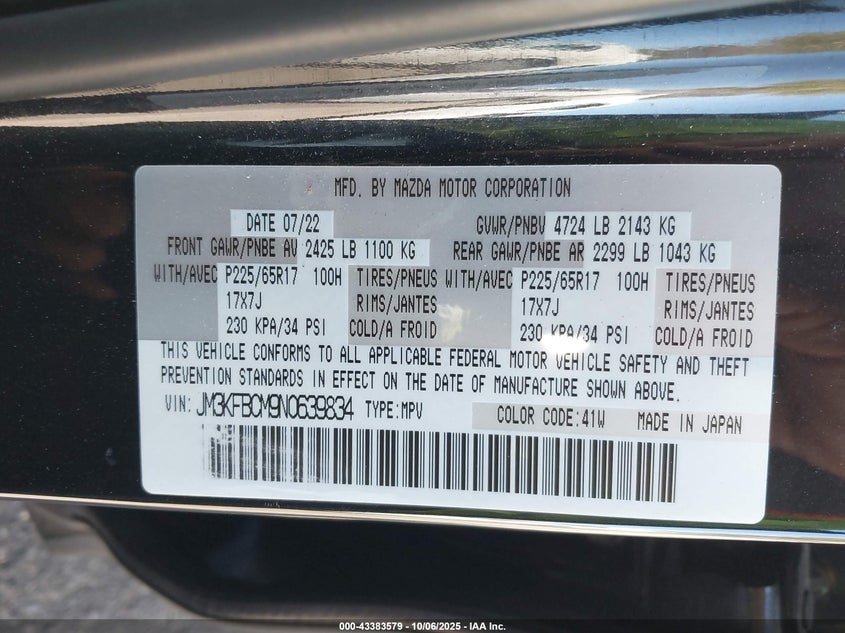 MFD. BY MAZDA MOTOR CORPORATION
DATE 07/22 GVWR/PNBV 4724 LB 2143 KG
FRONT GAWR/PNBE AV 2425 LB 1100 KG REAR GAWR/PNBE AR 2299 LB 1043 KG
WITH/AVEC P225/65R17 100H TIRES/PNEUS WITH/AVEC P225/65R17 100H TIRES/PNEUS
17X7J RIMS/JANTES 17X7J RIMS/JANTES
230 KPA/34 PSI COLD/A FROID 230 KPA/34 PSI COLD/A FROID
THIS VEHICLE CONFORMS TO ALL APPLICABLE FEDERAL MOTOR VEHICLE SAFETY AND THEFT
PREVENTION STANDARDS IN EFFECT ON THE DATE OF MANUFACTURE SHOWN ABOVE.
VIN: JM3KFBCM9N0639834 TYPE:MPV COLOR CODE:41W MADE IN JAPAN
000-43383579 - 10/06/2025 - IAA Inc.